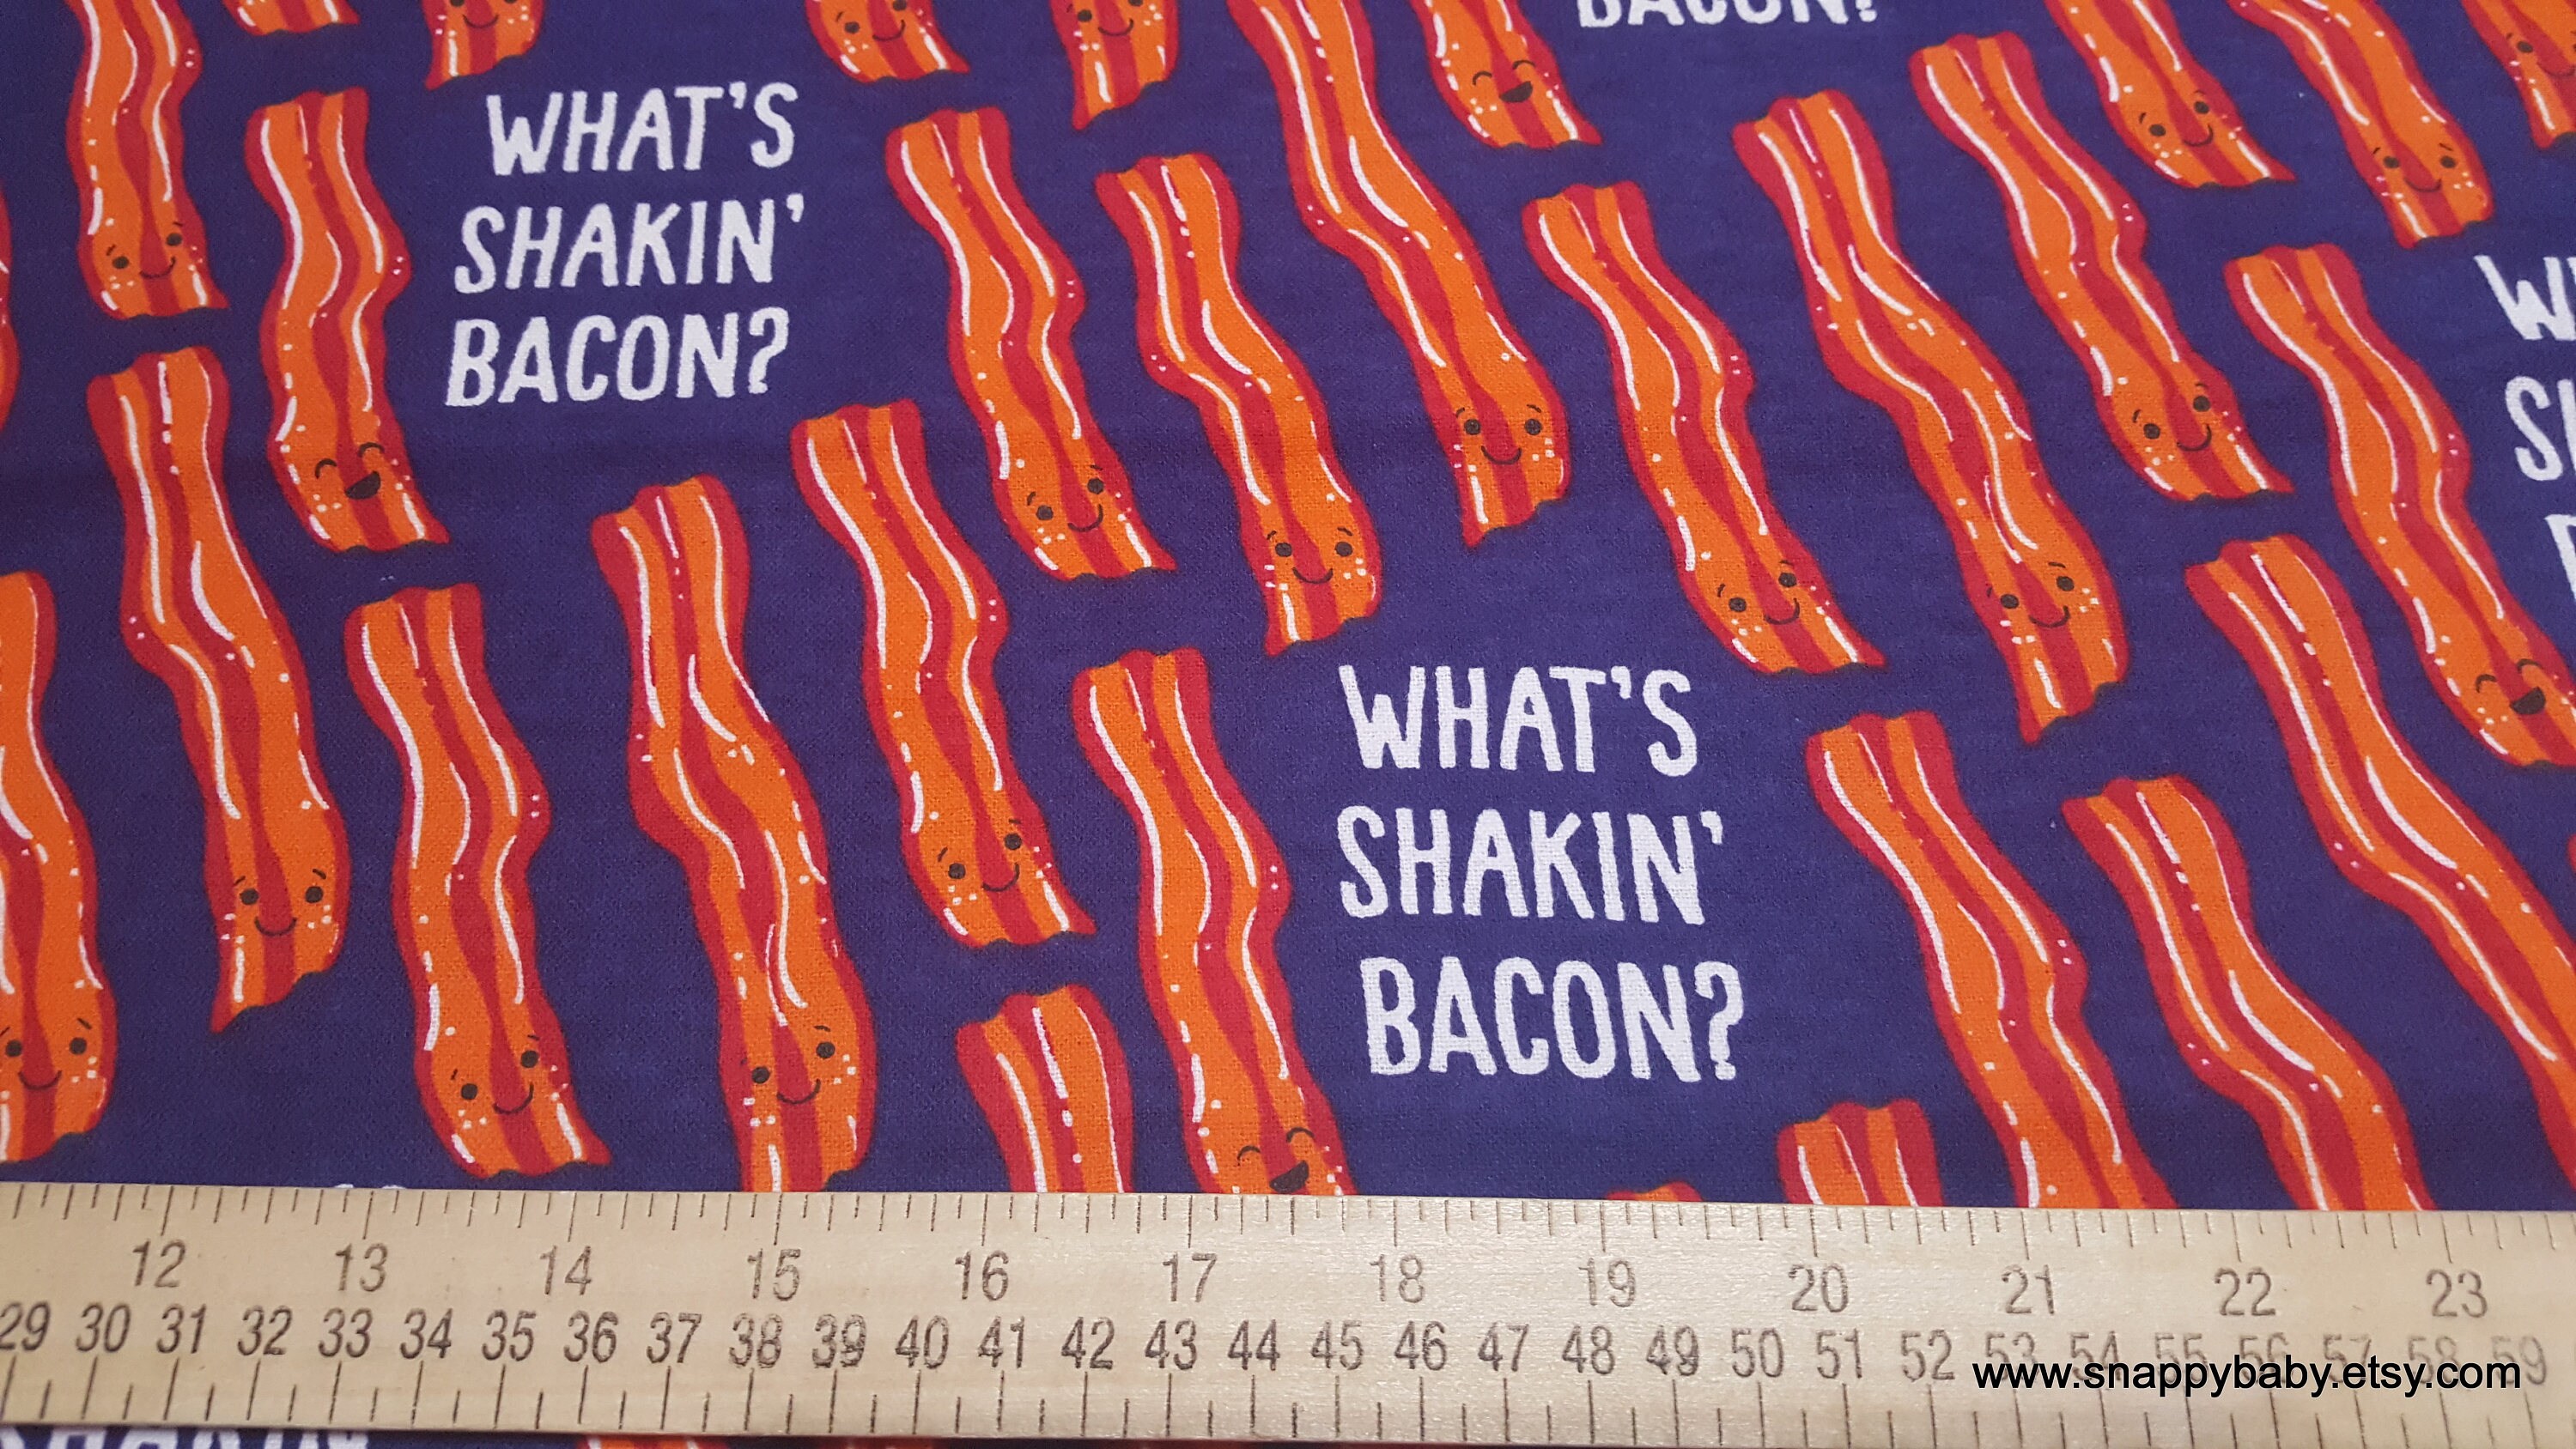 BACON?
WHAT'S
SHAKIN'
BACON?
WHAT'S
SHAKIN'
BACON?
12 13 14 15 16 17 18 19 20 21 22 23
29 30 31 32 33 34 35 36 37 38 39 40 41 42 43 44 45 46 47 48 49 50 51 52 53 54 55 56 57 58 59
www.snappybaby.etsy.com
SHAKIN